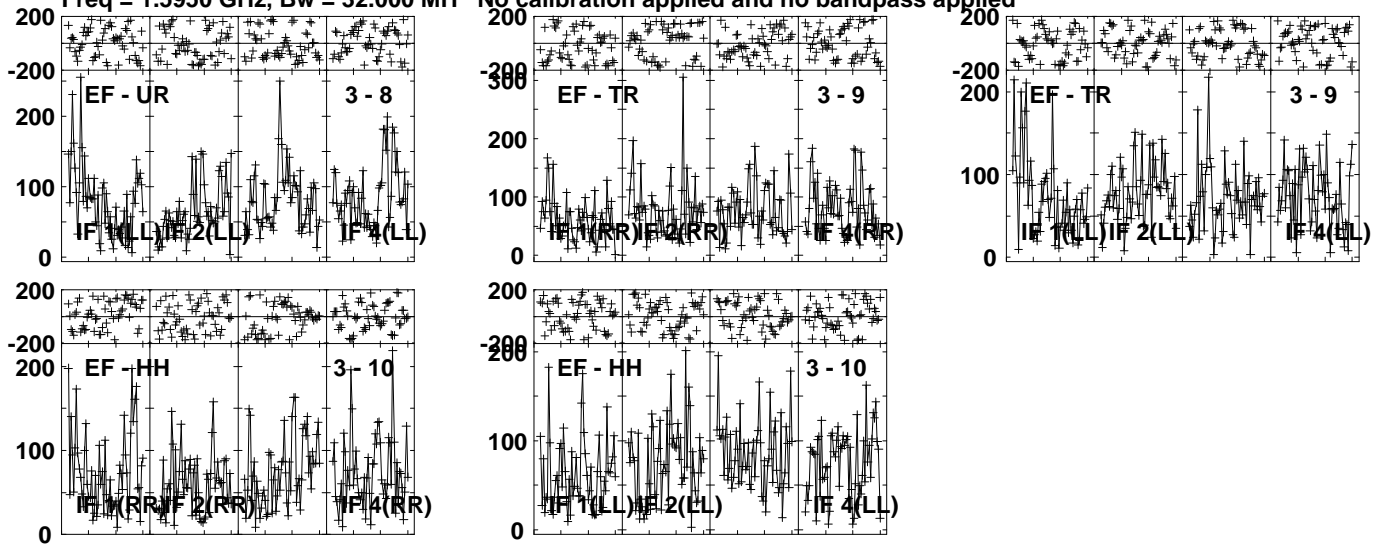 Freq = 1.5950 GHz, Bw = 32.000 MH No calibration applied and no bandpass applied
200
-200
200
100
0
EF - UR 3 - 8
IF 1(LL) IF 2(LL) IF 4(LL)
200
-200
300
200
100
0
EF - TR 3 - 9
IF 1(RR) IF 2(RR) IF 4(RR)
200
-200
200
100
0
EF - TR 3 - 9
IF 1(LL) IF 2(LL) IF 4(LL)
200
-200
200
100
0
EF - HH 3 - 10
IF 1(RR) IF 2(RR) IF 4(RR)
200
-200
200
100
0
EF - HH 3 - 10
IF 1(LL) IF 2(LL) IF 4(LL)